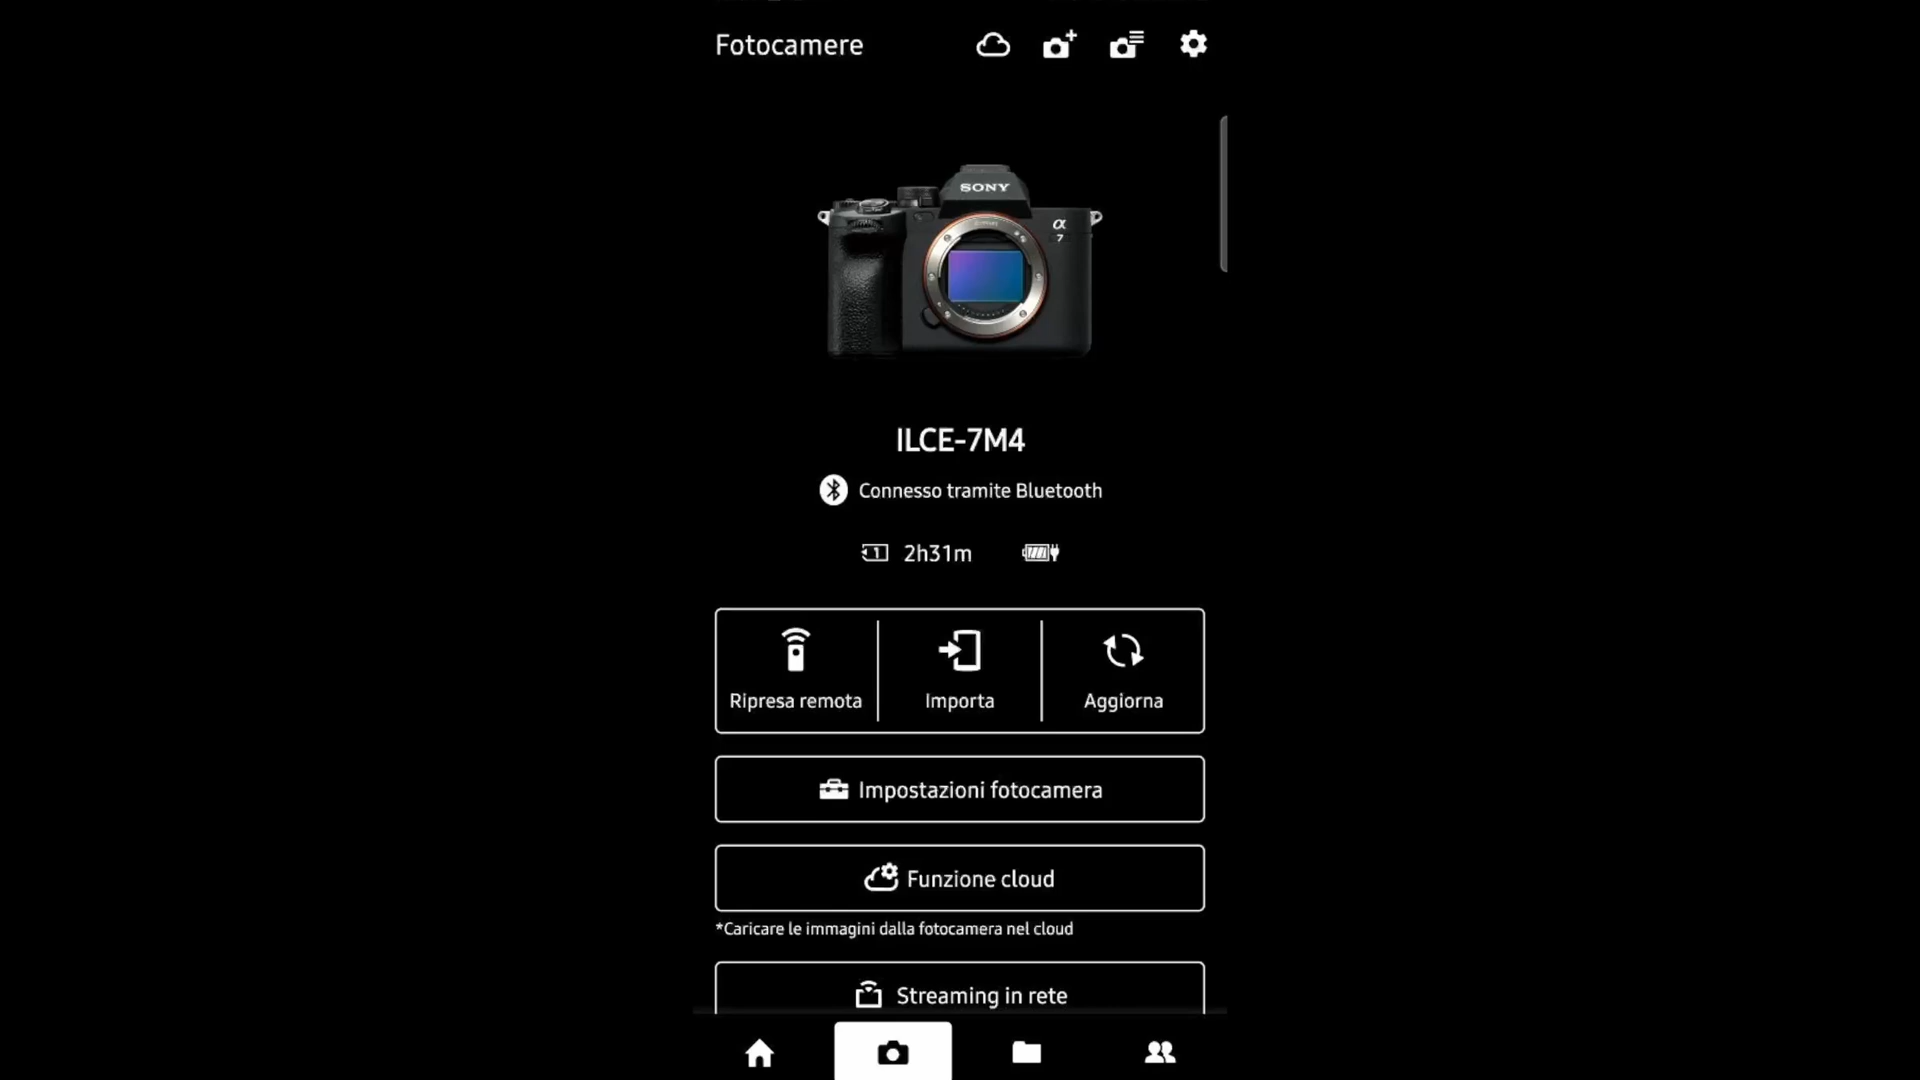 Fotocamere
SONY
α
7
ILCE-7M4
Connesso tramite Bluetooth
1 2h31m
Ripresa remota
Importa
Aggiorna
Impostazioni fotocamera
Funzione cloud
*Caricare le immagini dalla fotocamera nel cloud
Streaming in rete